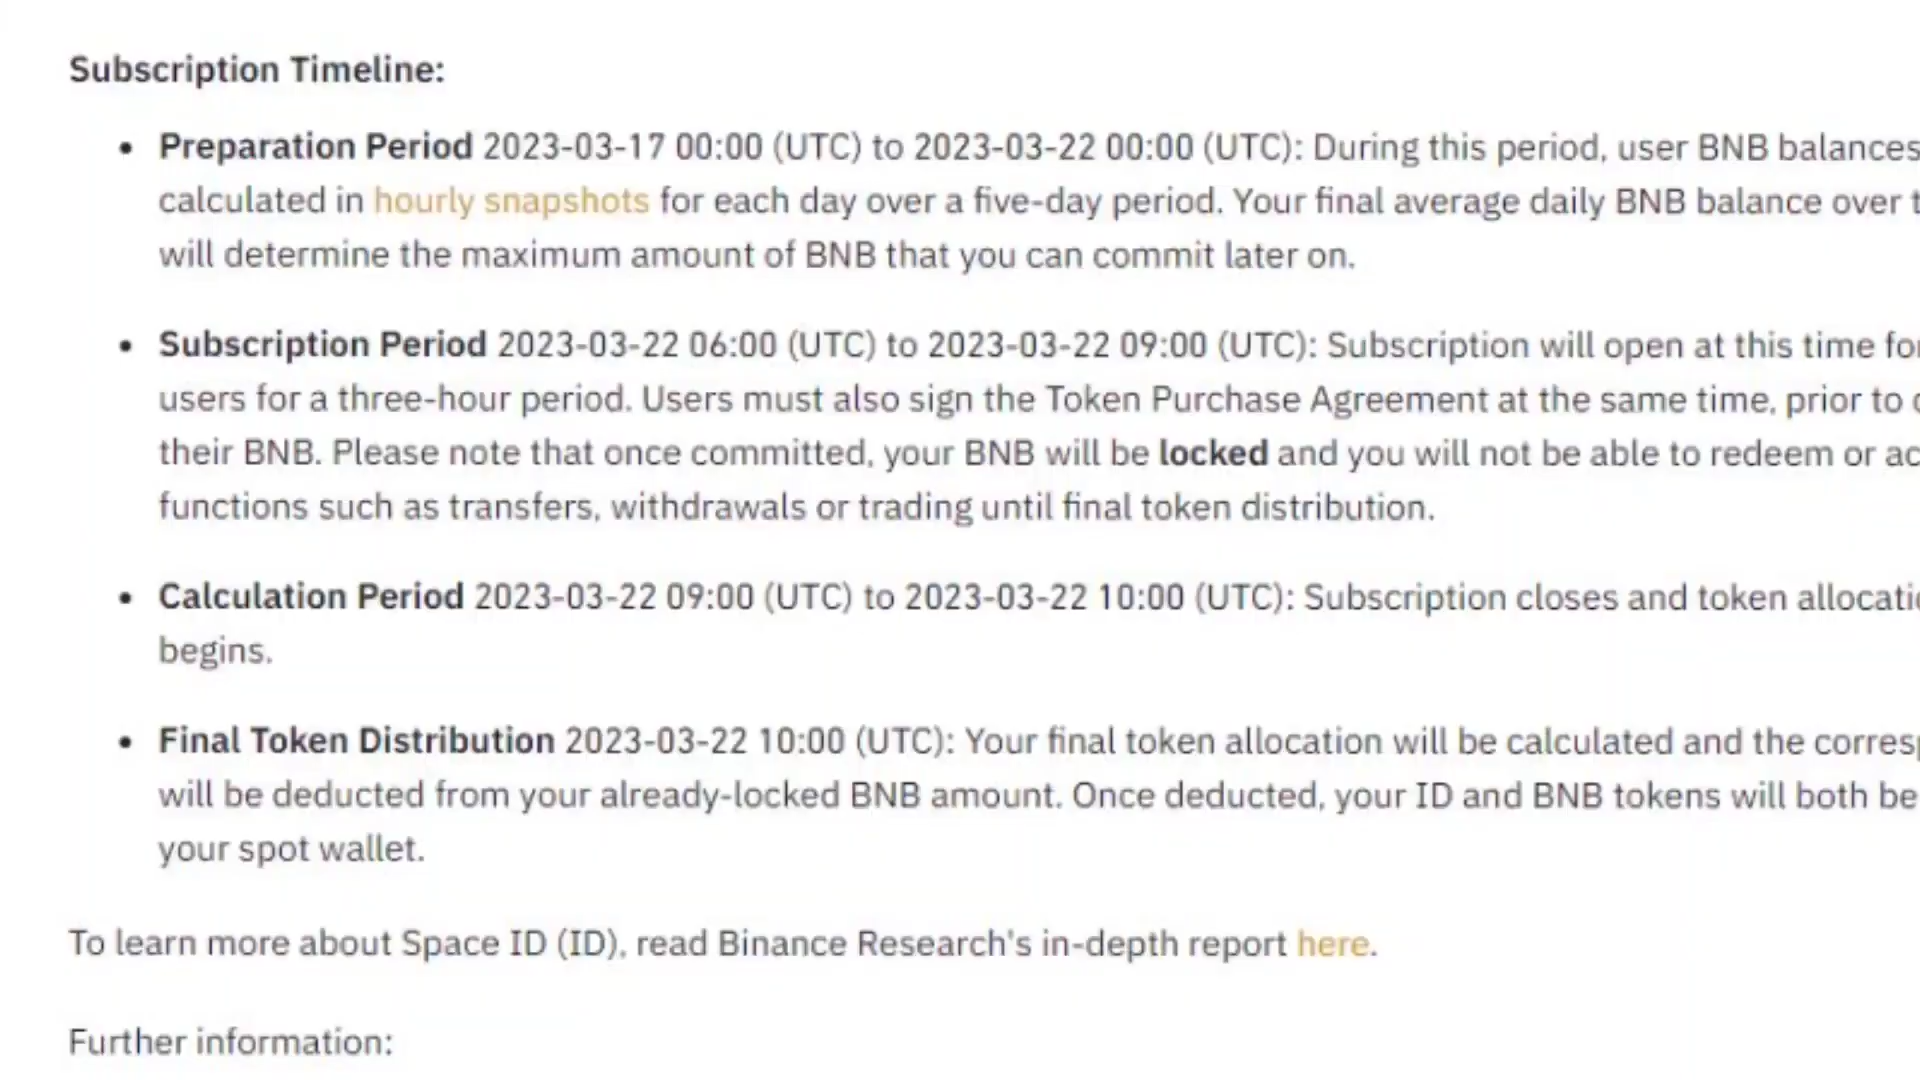 Subscription Timeline:
• Preparation Period 2023-03-17 00:00 (UTC) to 2023-03-22 00:00 (UTC): During this period, user BNB balances
calculated in hourly snapshots for each day over a five-day period. Your final average daily BNB balance over
will determine the maximum amount of BNB that you can commit later on.
• Subscription Period 2023-03-22 06:00 (UTC) to 2023-03-22 09:00 (UTC): Subscription will open at this time
users for a three-hour period. Users must also sign the Token Purchase Agreement at the same time, prior to
their BNB. Please note that once committed, your BNB will be locked and you will not be able to redeem or
functions such as transfers, withdrawals or trading until final token distribution.
• Calculation Period 2023-03-22 09:00 (UTC) to 2023-03-22 10:00 (UTC): Subscription closes and token
begins.
• Final Token Distribution 2023-03-22 10:00 (UTC): Your final token allocation will be calculated and the
will be deducted from your already-locked BNB amount. Once deducted, your ID and BNB tokens will both be
your spot wallet.
To learn more about Space ID (ID), read Binance Research's in-depth report here.
Further information: